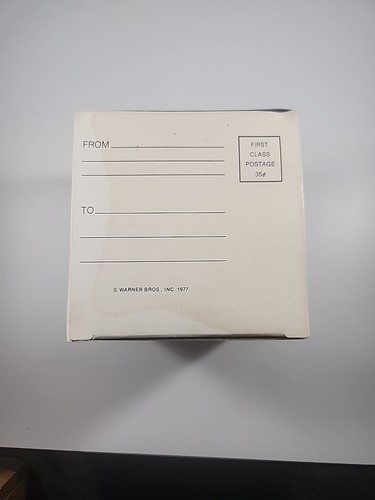 FROM
FIRST
CLASS
POSTAGE
35¢
TO
© WARNER BROS., INC. 1977